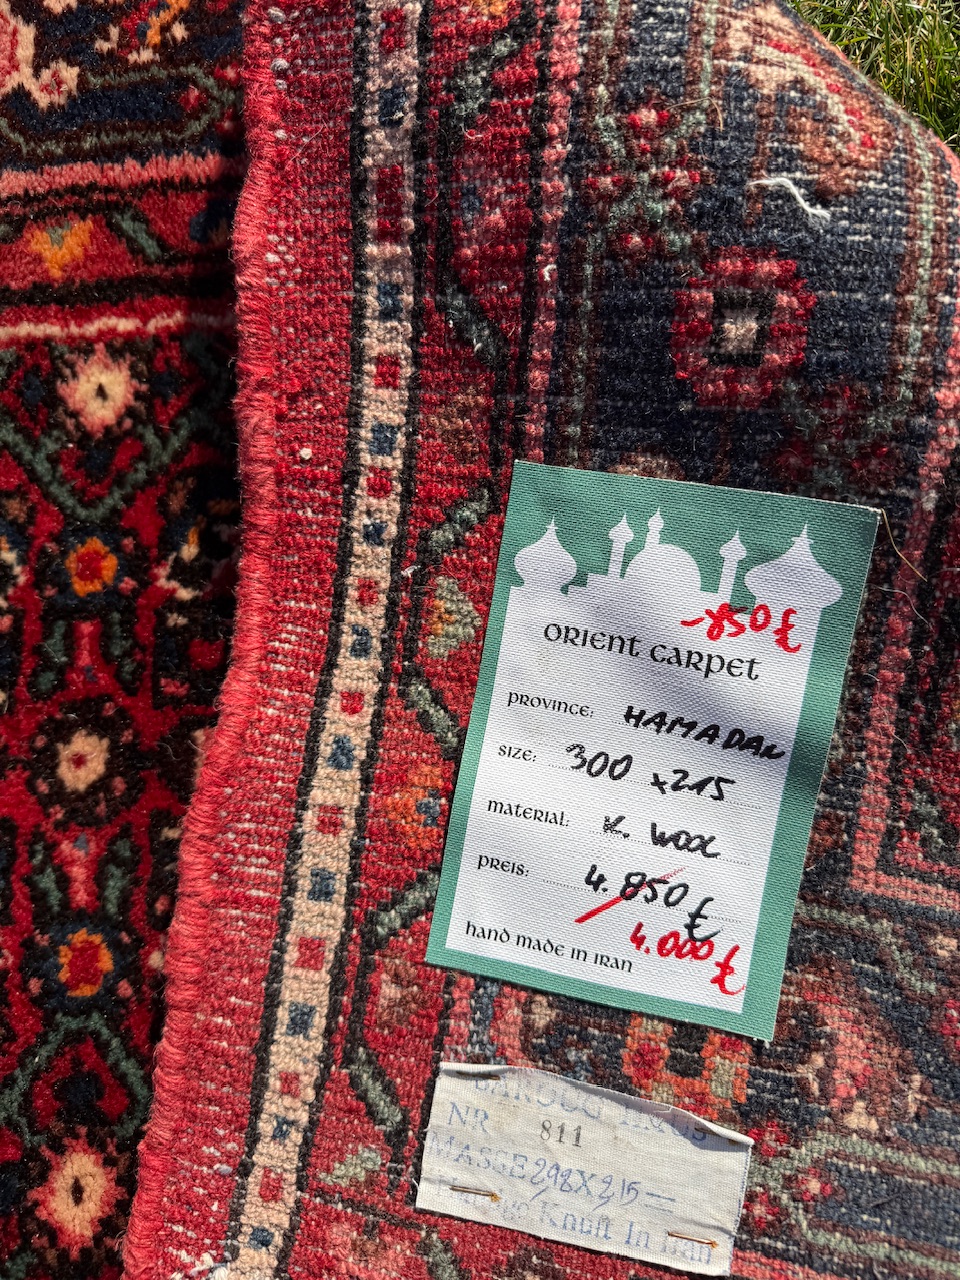 -850 €
ORIENT CARPET
PROVINCE: HAMADAN
SIZE: 300 x 215
MATERIAL: K. WOOL
PREIS: 4.850 €
4.000 €
HAND MADE IN IRAN
NR 811
MASSE 298X215=
Knuft In Iran